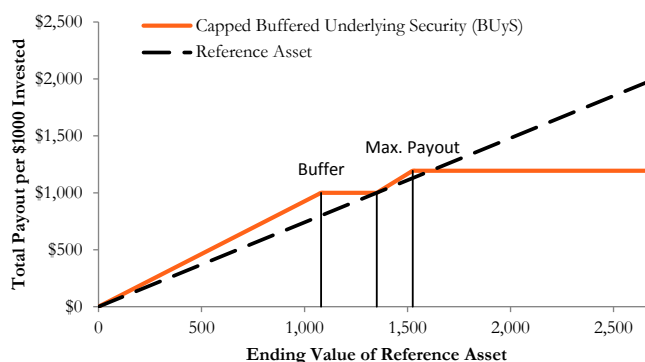 $2,500
Capped Buffered Underlying Security (BUyS)
Reference Asset
$2,000
$1,500
$1,000
$500
$0
Total Payout per $1000 Invested
Max. Payout
Buffer
0
500
1,000
1,500
2,000
2,500
Ending Value of Reference Asset